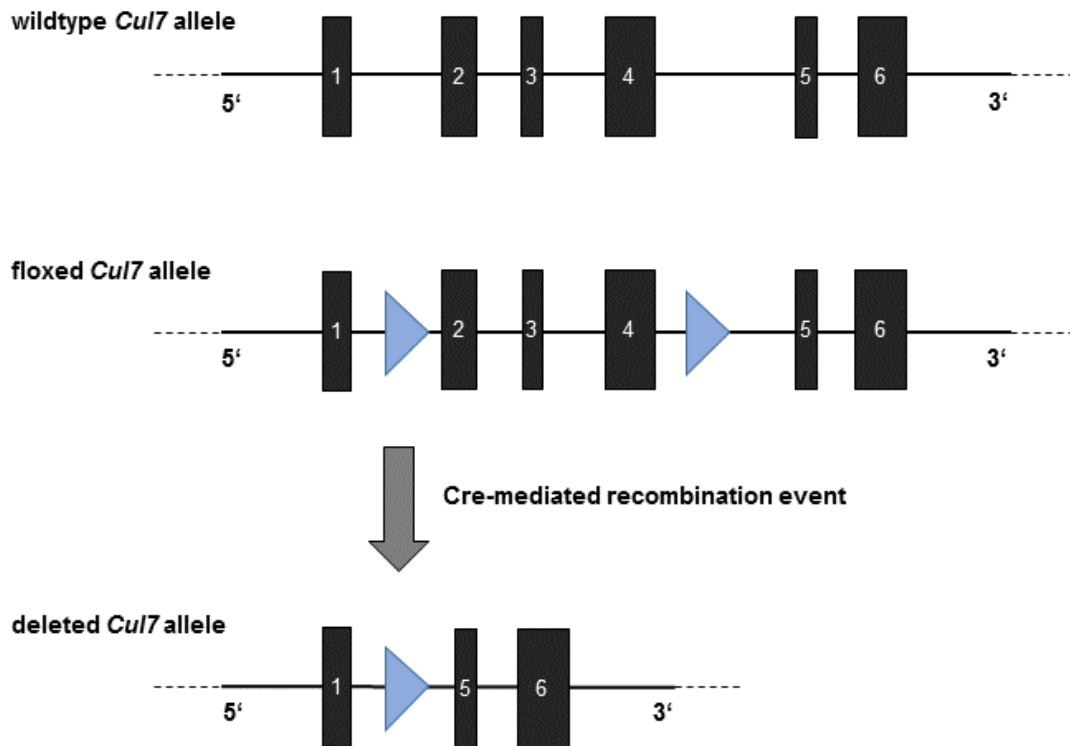 wildtype Cul7 allele
1 2 3 4 5 6
5‘ 3‘
floxed Cul7 allele
1 2 3 4 5 6
5‘ 3‘
Cre-mediated recombination event
deleted Cul7 allele
1 5 6
5‘ 3‘